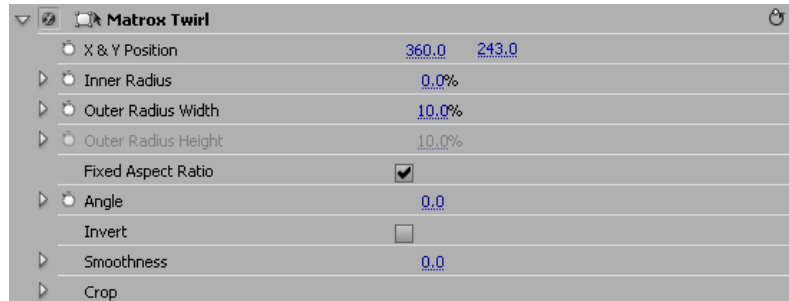 Matrox Twirl
X & Y Position 360.0 243.0
Inner Radius 0.0%
Outer Radius Width 10.0%
Outer Radius Height 10.0%
Fixed Aspect Ratio
Angle 0.0
Invert
Smoothness 0.0
Crop